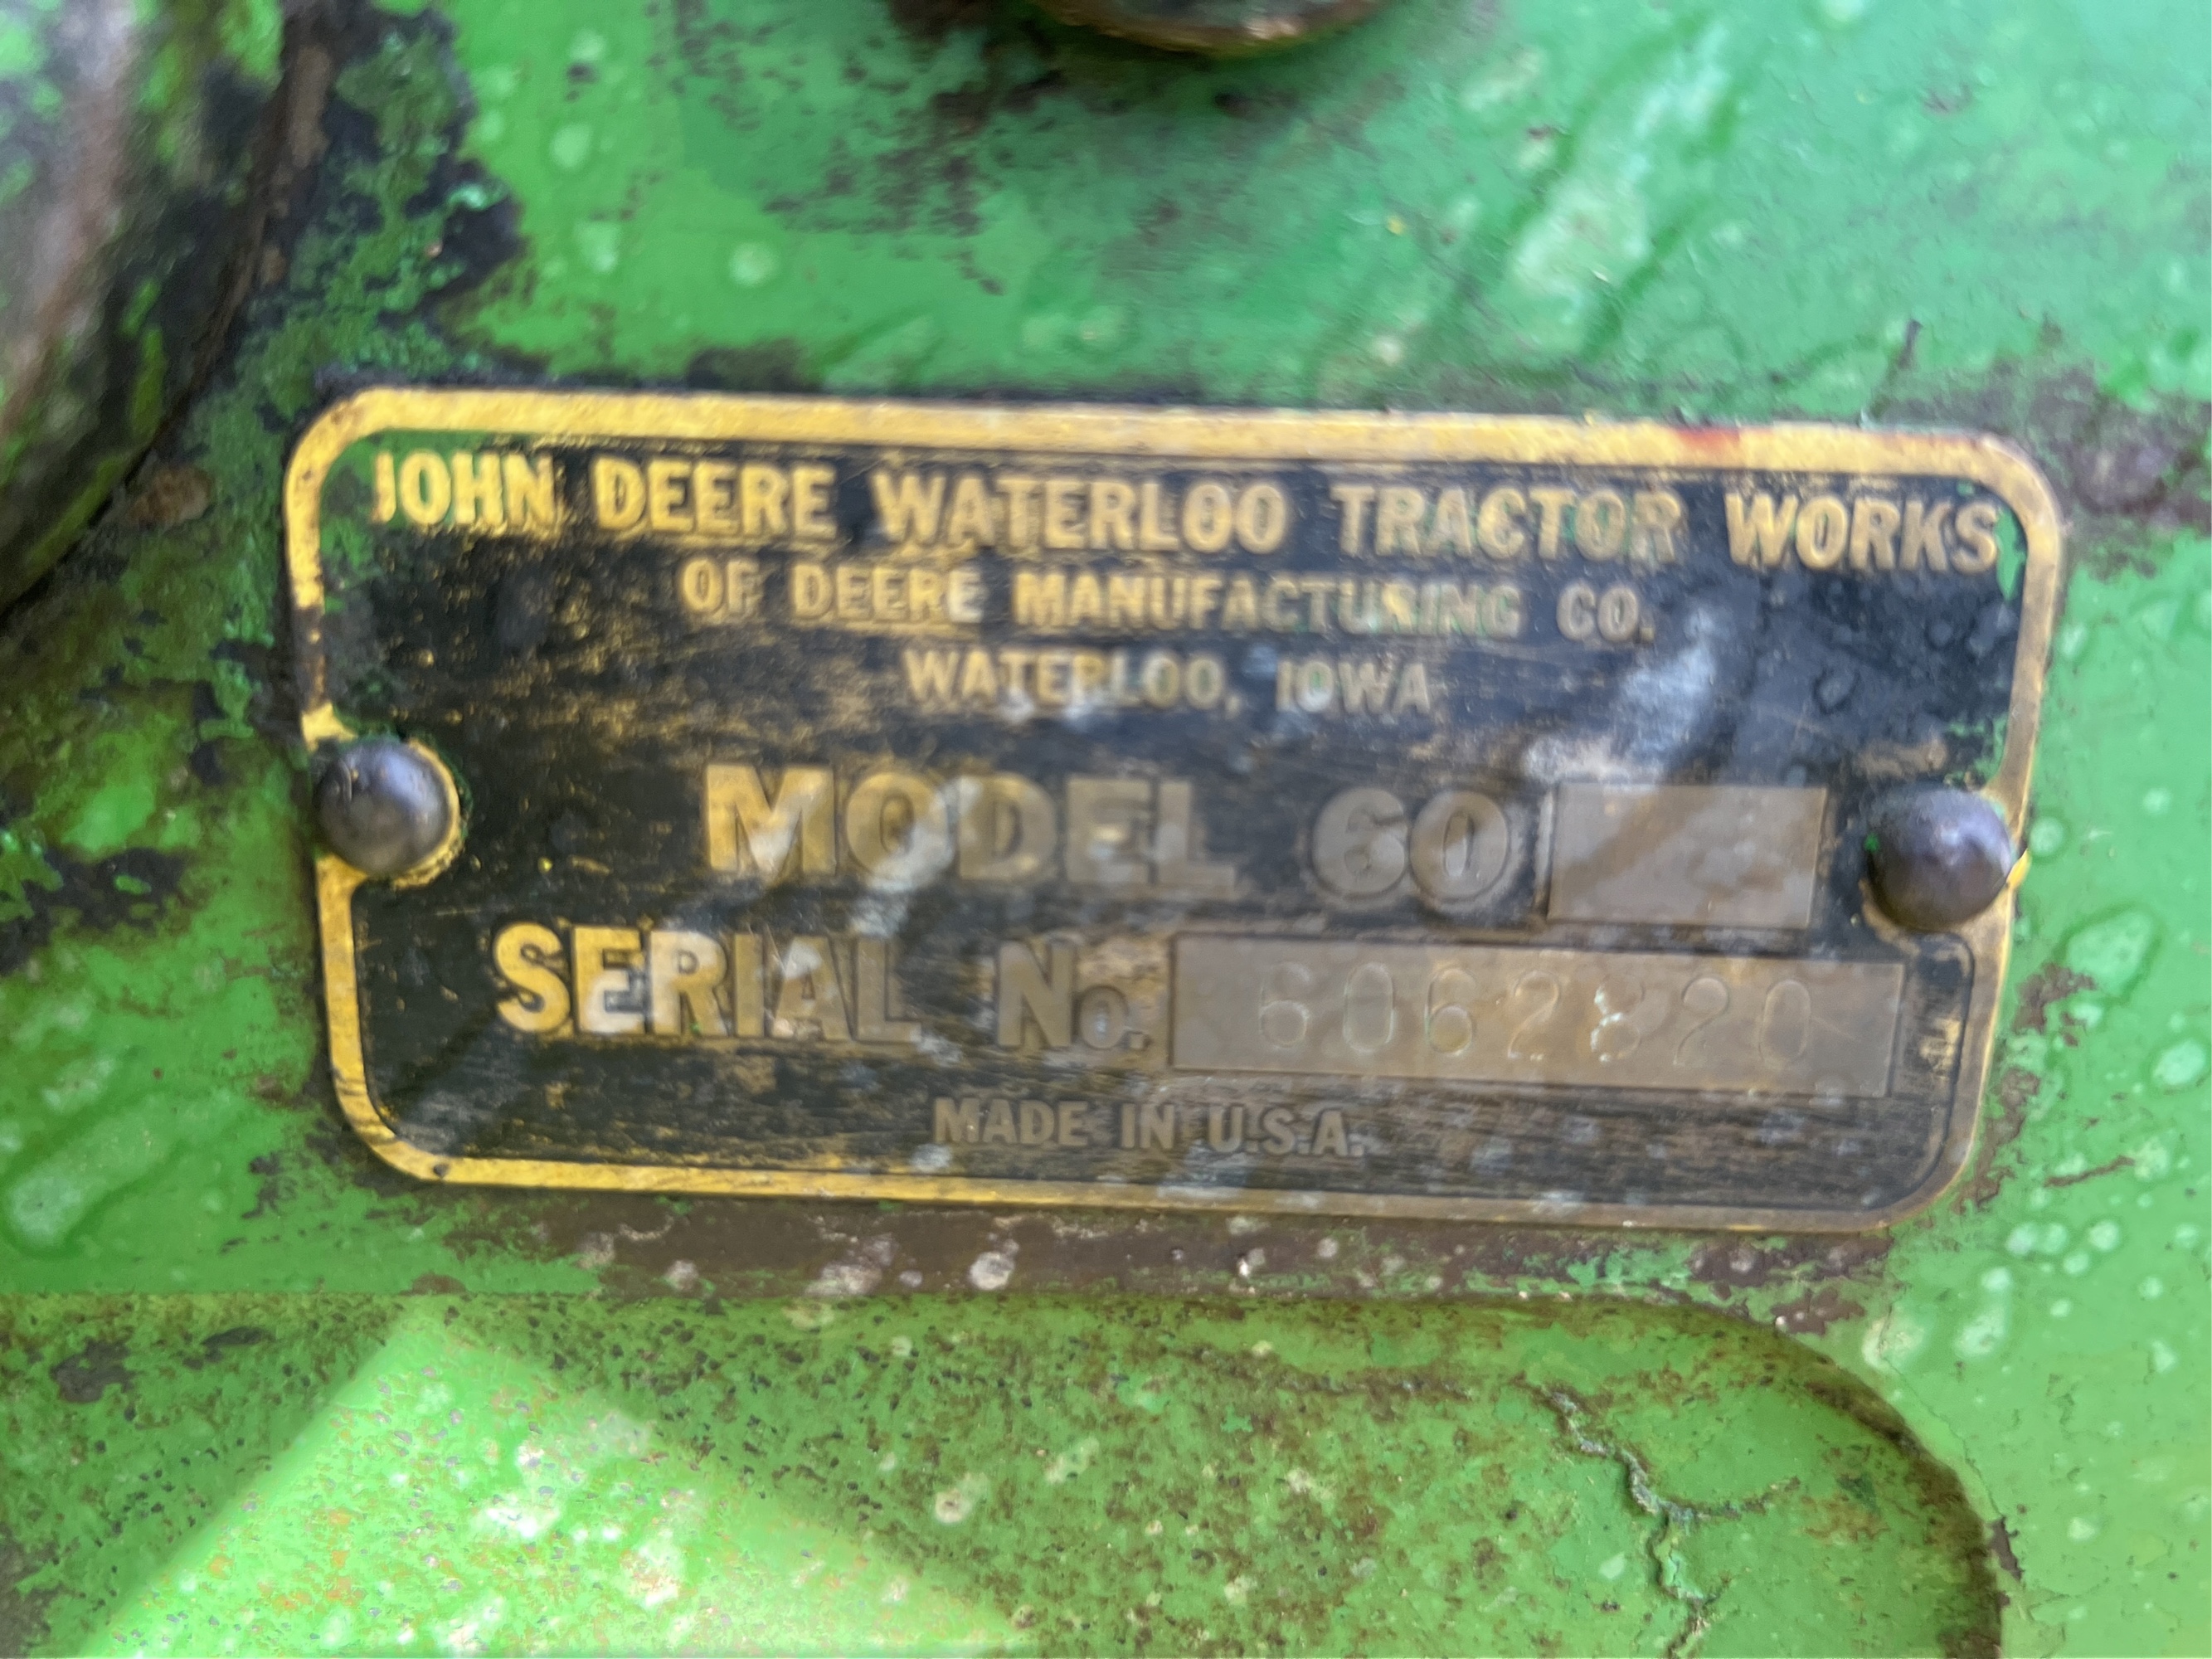 JOHN DEERE WATERLOO TRACTOR WORKS
OF DEERE MANUFACTURING CO.
WATERLOO, IOWA
MODEL 60
SERIAL No. 6062820
MADE IN U.S.A.